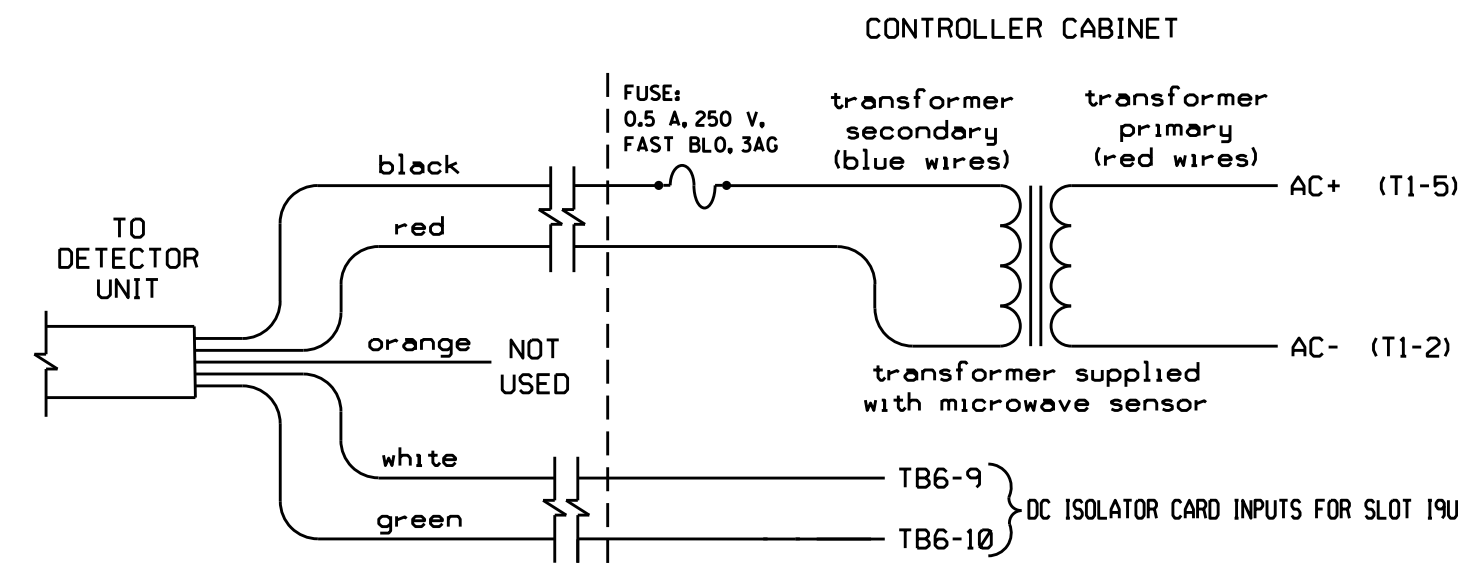 CONTROLLER CABINET
FUSE:
0.5 A, 250 V,
FAST BLO, 3AG
transformer
secondary
(blue wires)
transformer
primary
(red wires)
black
AC+ (T1-5)
red
TO
DETECTOR
UNIT
orange
NOT
USED
AC- (T1-2)
transformer supplied
with microwave sensor
white
TB6-9
green
TB6-10
DC ISOLATOR CARD INPUTS FOR SLOT I9U